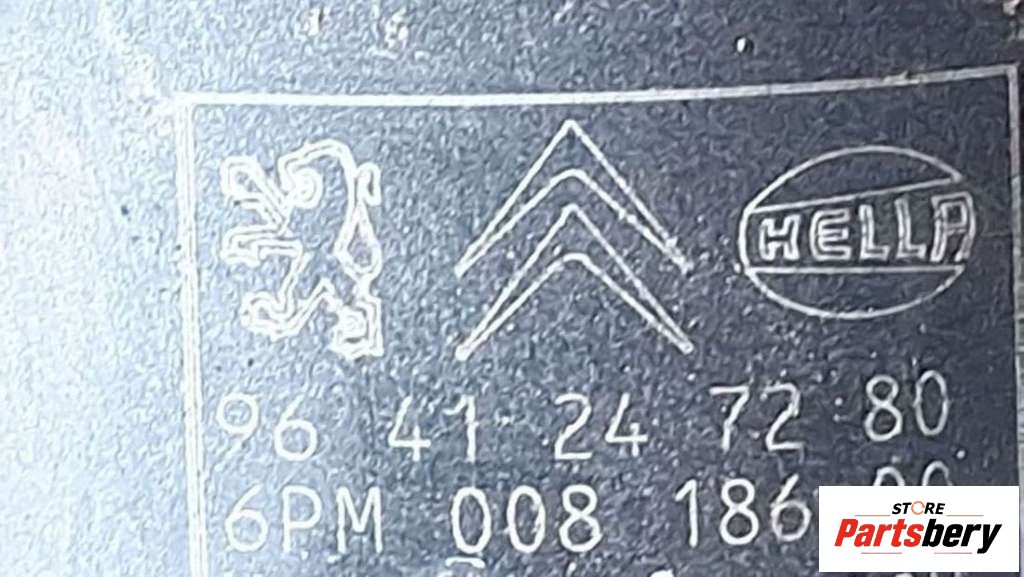 HELLA
96 41 24 72 80
6PM 008 186
STORE
Partsbery